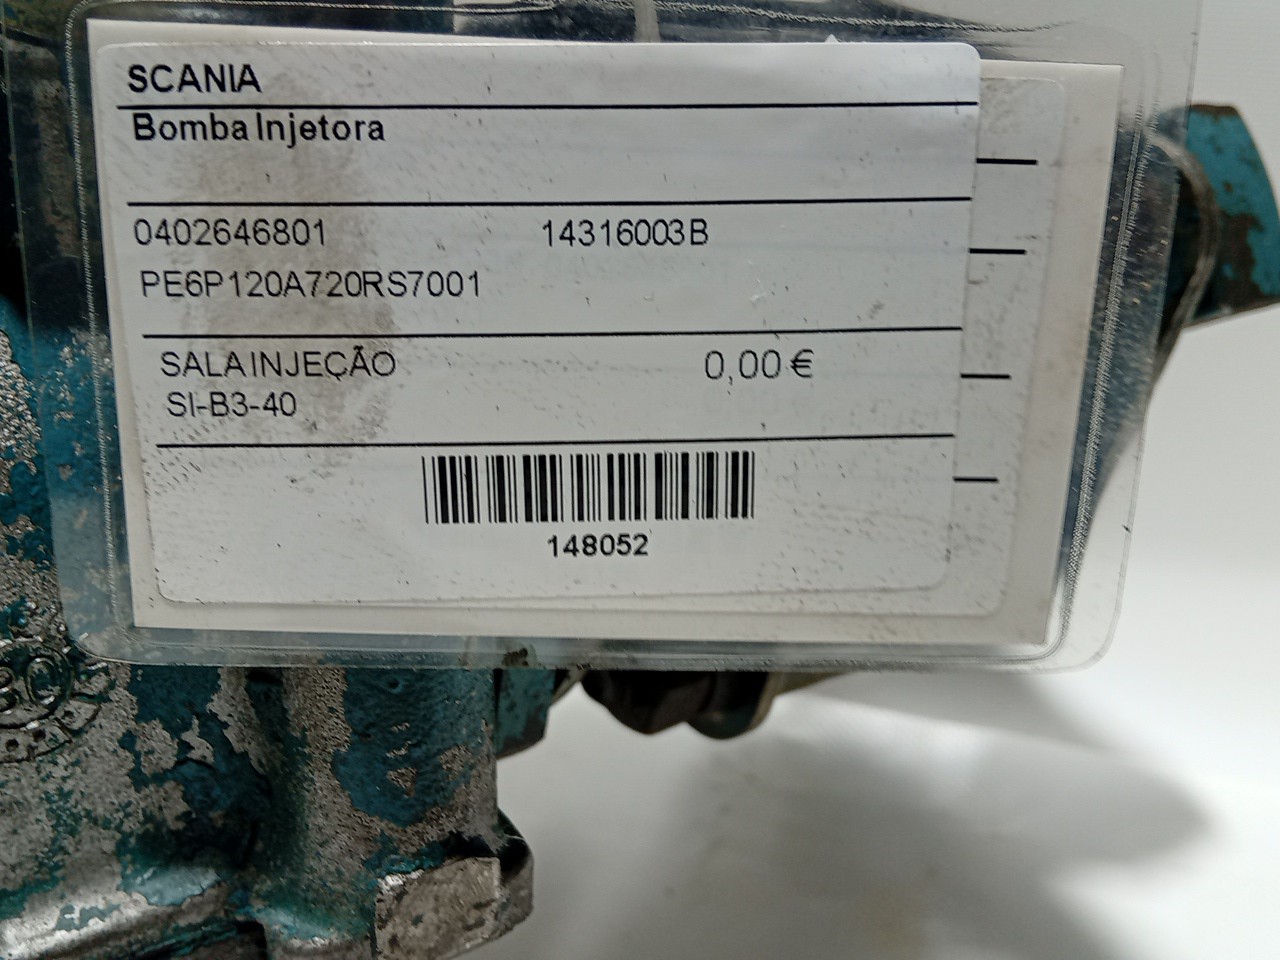 SCANIA
Bomba Injetora
0402646801 14316003B
PE6P120A720RS7001
SALA INJEÇÃO 0,00 €
SI-B3-40
148052